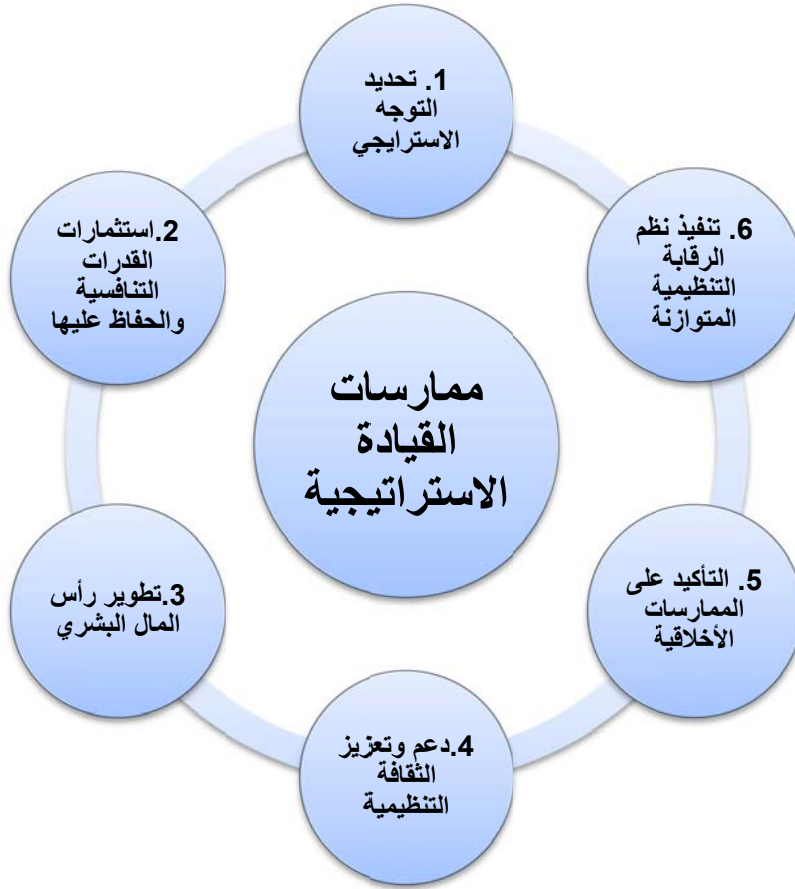 1. تحديد
التوجه
الاسترايجي
2.استثمارات
القدرات
التنافسية
والحفاظ عليها
3.تطوير رأس
المال البشري
4.دعم وتعزيز
الثقافة
التنظيمية
5. التأكيد على
الممارسات
الأخلاقية
6. تنفيذ نظم
الرقابة
التنظيمية
المتوازنة
ممارسات
القيادة
الاستراتيجية